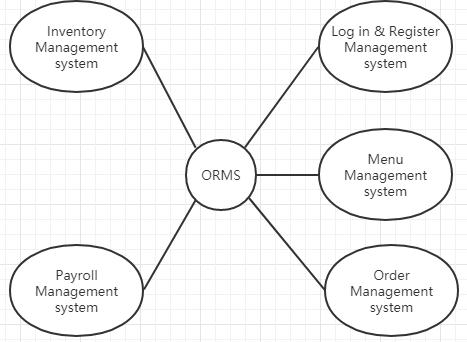 Inventory
Management
system
Log in & Register
Management
system
ORMS
Menu
Management
system
Payroll
Management
system
Order
Management
system